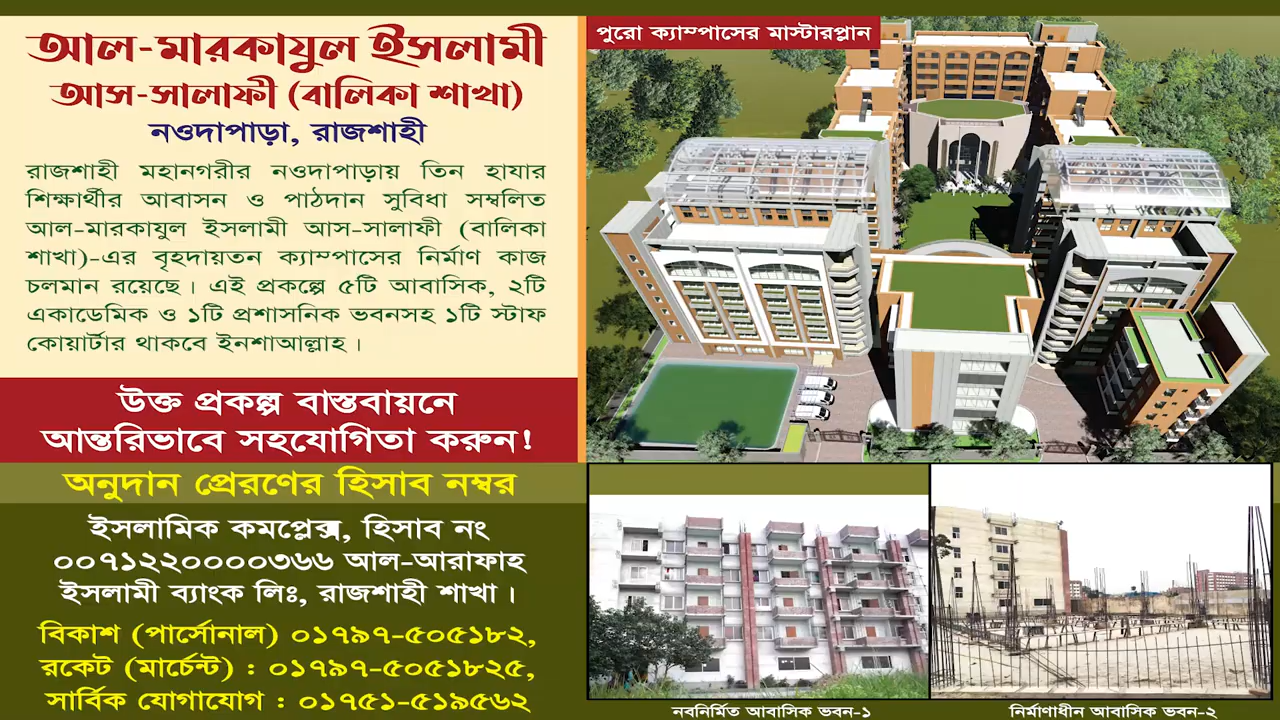 আল-মারকাযুল ইসলামী
আস-সালাফী (বালিকা শাখা)
নওদাপাড়া, রাজশাহী
রাজশাহী মহানগরীর নওদাপাড়ায় তিন হাযার
শিক্ষার্থীর আবাসন ও পাঠদান সুবিধা সম্বলিত
আল-মারকাযুল ইসলামী আস-সালাফী (বালিকা
শাখা)-এর বৃহদায়তন ক্যাম্পাসের নির্মাণ কাজ
চলমান রয়েছে। এই প্রকল্পে ৫টি আবাসিক, ২টি
একাডেমিক ও ১টি প্রশাসনিক ভবনসহ ১টি স্টাফ
কোয়ার্টার থাকবে ইনশাআল্লাহ।
উক্ত প্রকল্প বাস্তবায়নে
আন্তরিভাবে সহযোগিতা করুন!
অনুদান প্রেরণের হিসাব নম্বর
ইসলামিক কমপ্লেক্স, হিসাব নং
০০৭১২২০০০০৩৬৬ আল-আরাফাহ
ইসলামী ব্যাংক লিঃ, রাজশাহী শাখা।
বিকাশ (পার্সোনাল) ০১৭৯৭-৫০৫১৮২,
রকেট (মার্চেন্ট) : ০১৭৯৭-৫০৫১৮২৫,
সার্বিক যোগাযোগ : ০১৭৫১-৫১৯৫৬২
পুরো ক্যাম্পাসের মাস্টারপ্লান
নবনির্মিত আবাসিক ভবন-১
নির্মাণাধীন আবাসিক ভবন-২